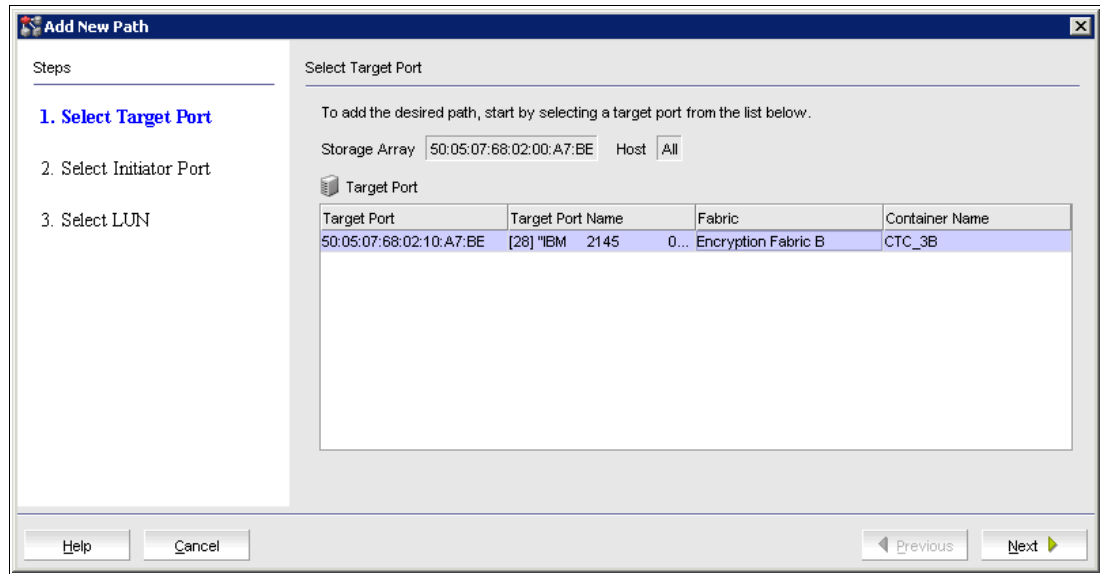 Add New Path
Steps
1. Select Target Port
2. Select Initiator Port
3. Select LUN
Select Target Port
To add the desired path, start by selecting a target port from the list below.
Storage Array 50:05:07:68:02:00:A7:BE Host All
Target Port
Target Port Target Port Name Fabric Container Name
50:05:07:68:02:10:A7:BE [28] "IBM 2145 0... Encryption Fabric B CTC_3B
Help Cancel Previous Next